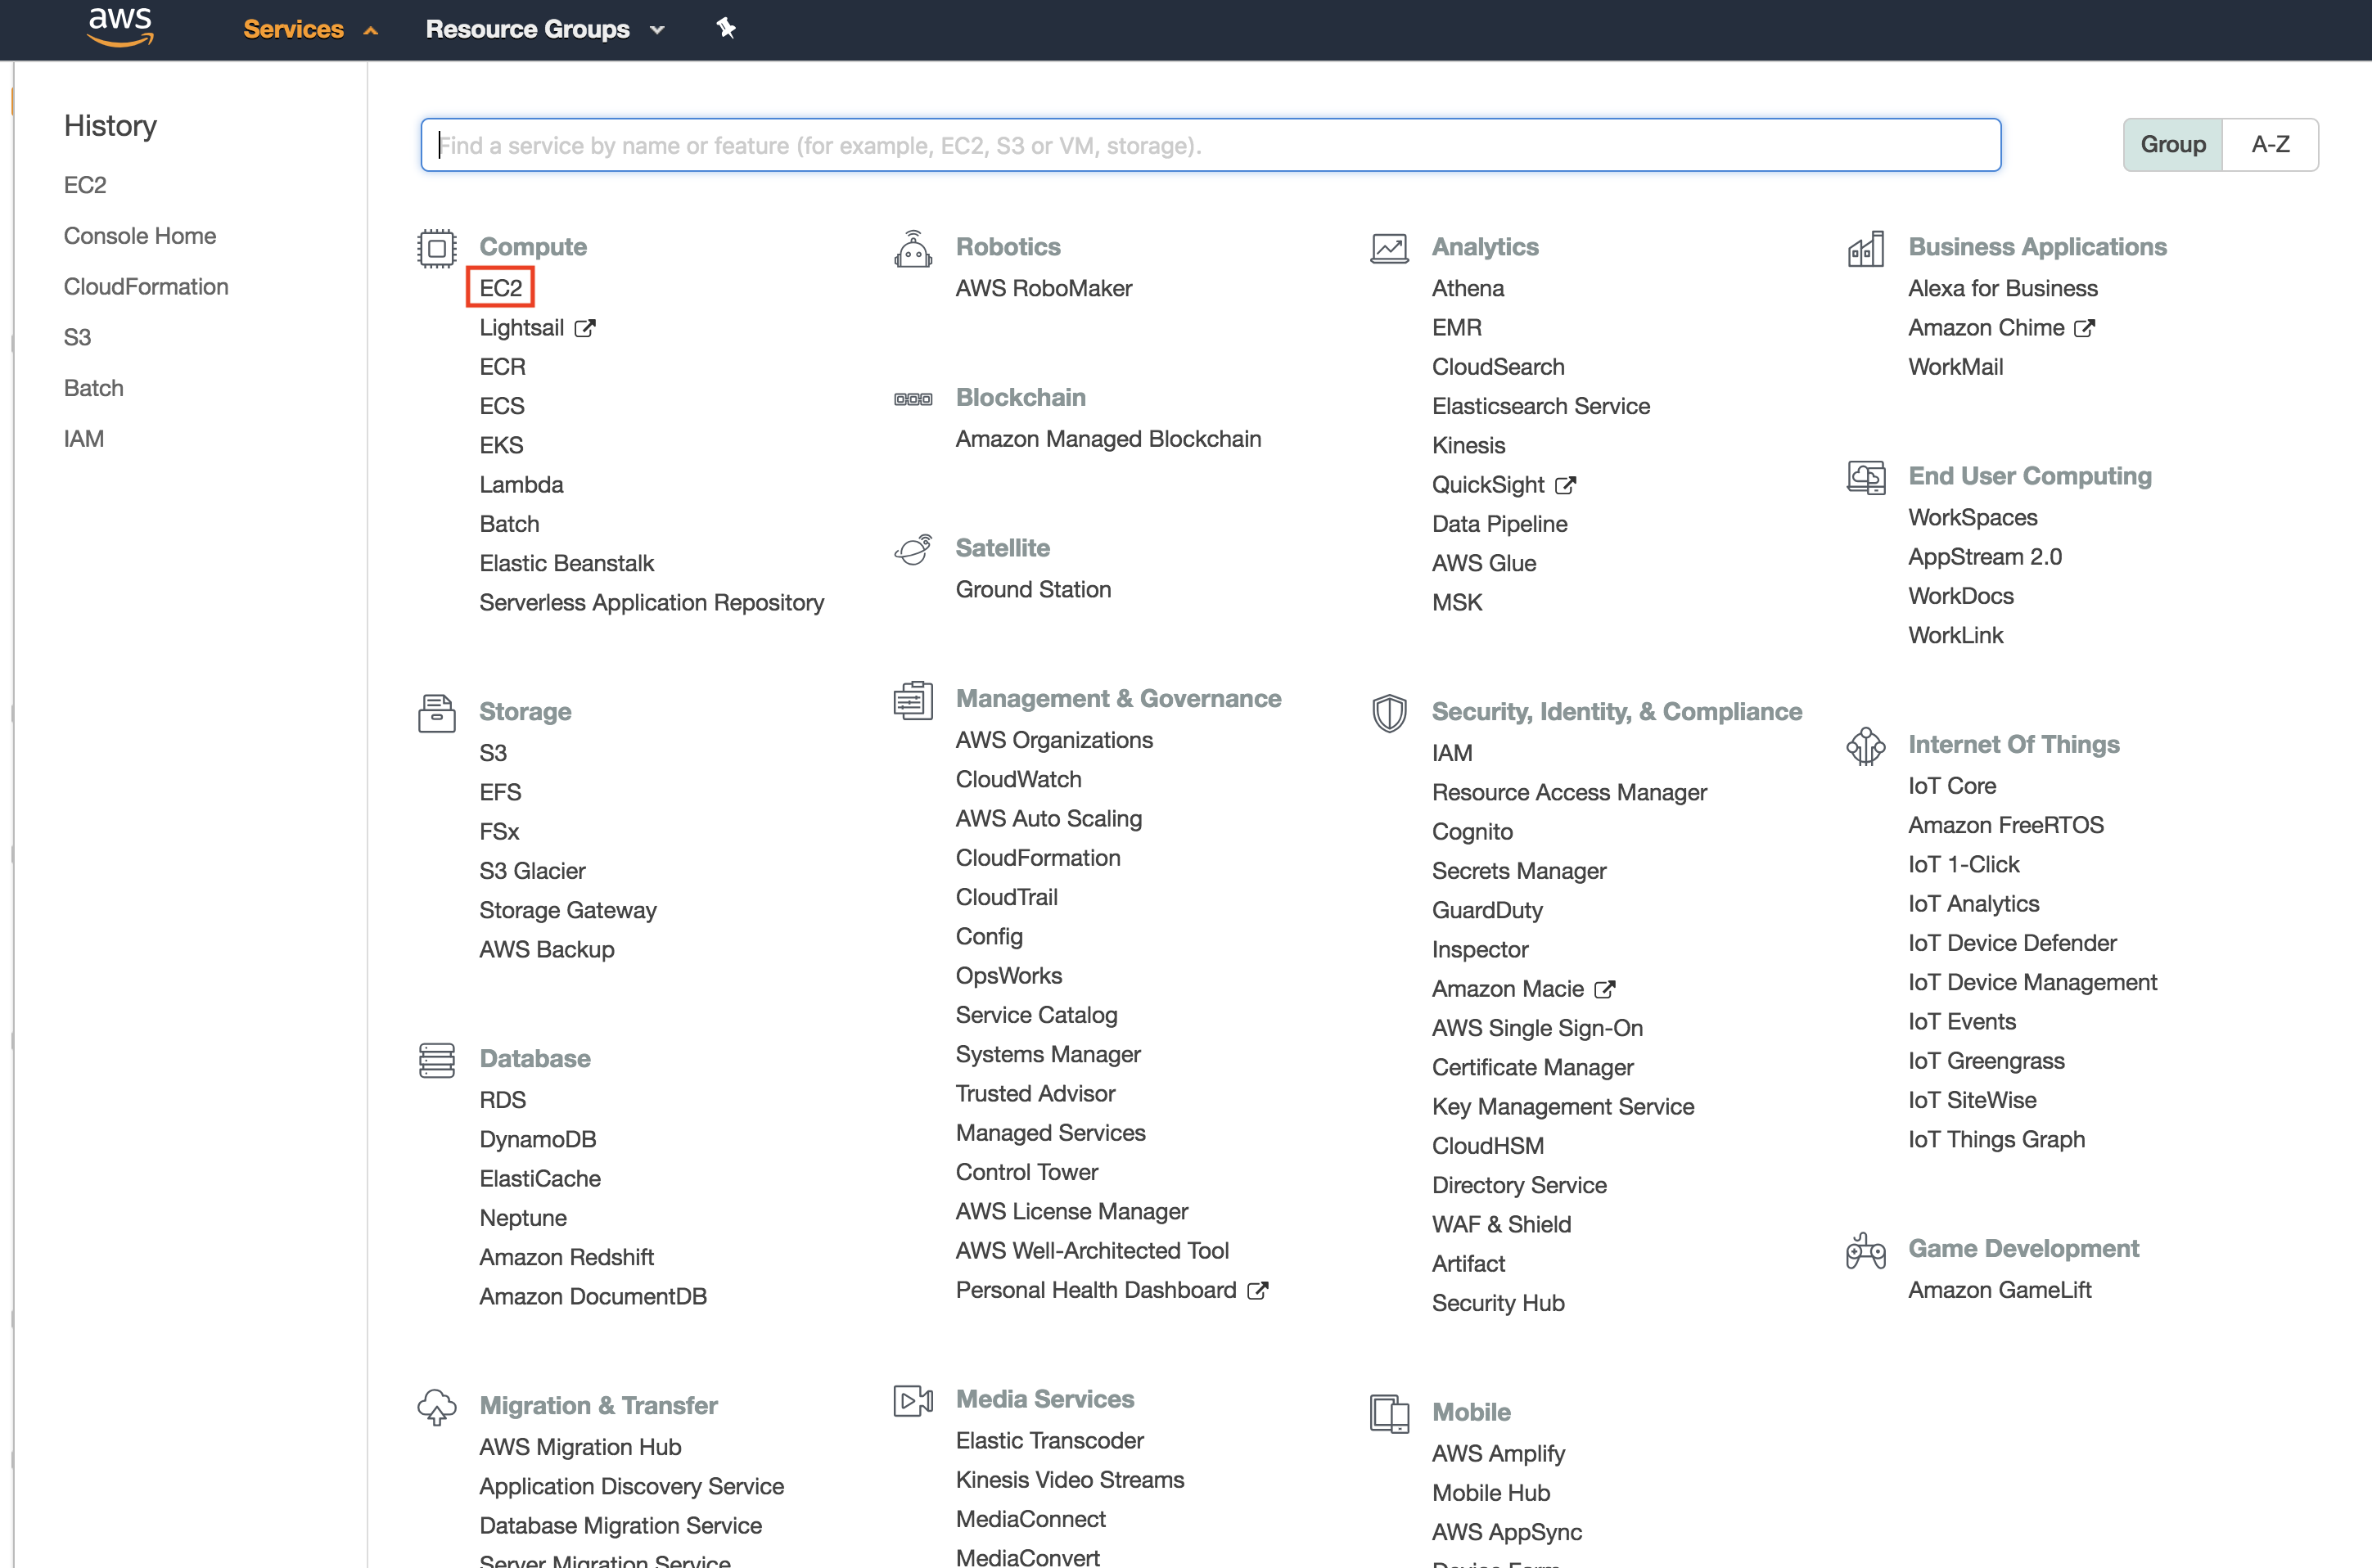 aws
Services
Resource Groups
History
EC2
Console Home
CloudFormation
S3
Batch
IAM
Find a service by name or feature (for example, EC2, S3 or VM, storage).
Group
A-Z
Compute
EC2
Lightsail
ECR
ECS
EKS
Lambda
Batch
Elastic Beanstalk
Serverless Application Repository
Storage
S3
EFS
FSx
S3 Glacier
Storage Gateway
AWS Backup
Database
RDS
DynamoDB
ElastiCache
Neptune
Amazon Redshift
Amazon DocumentDB
Migration & Transfer
AWS Migration Hub
Application Discovery Service
Database Migration Service
Server Migration Service
Robotics
AWS RoboMaker
Blockchain
Amazon Managed Blockchain
Satellite
Ground Station
Management & Governance
AWS Organizations
CloudWatch
AWS Auto Scaling
CloudFormation
CloudTrail
Config
OpsWorks
Service Catalog
Systems Manager
Trusted Advisor
Managed Services
Control Tower
AWS License Manager
AWS Well-Architected Tool
Personal Health Dashboard
Media Services
Elastic Transcoder
Kinesis Video Streams
MediaConnect
MediaConvert
Analytics
Athena
EMR
CloudSearch
Elasticsearch Service
Kinesis
QuickSight
Data Pipeline
AWS Glue
MSK
Security, Identity, & Compliance
IAM
Resource Access Manager
Cognito
Secrets Manager
GuardDuty
Inspector
Amazon Macie
AWS Single Sign-On
Certificate Manager
Key Management Service
CloudHSM
Directory Service
WAF & Shield
Artifact
Security Hub
Mobile
AWS Amplify
Mobile Hub
AWS AppSync
Business Applications
Alexa for Business
Amazon Chime
WorkMail
End User Computing
WorkSpaces
AppStream 2.0
WorkDocs
WorkLink
Internet Of Things
IoT Core
Amazon FreeRTOS
IoT 1-Click
IoT Analytics
IoT Device Defender
IoT Device Management
IoT Events
IoT Greengrass
IoT SiteWise
IoT Things Graph
Game Development
Amazon GameLift